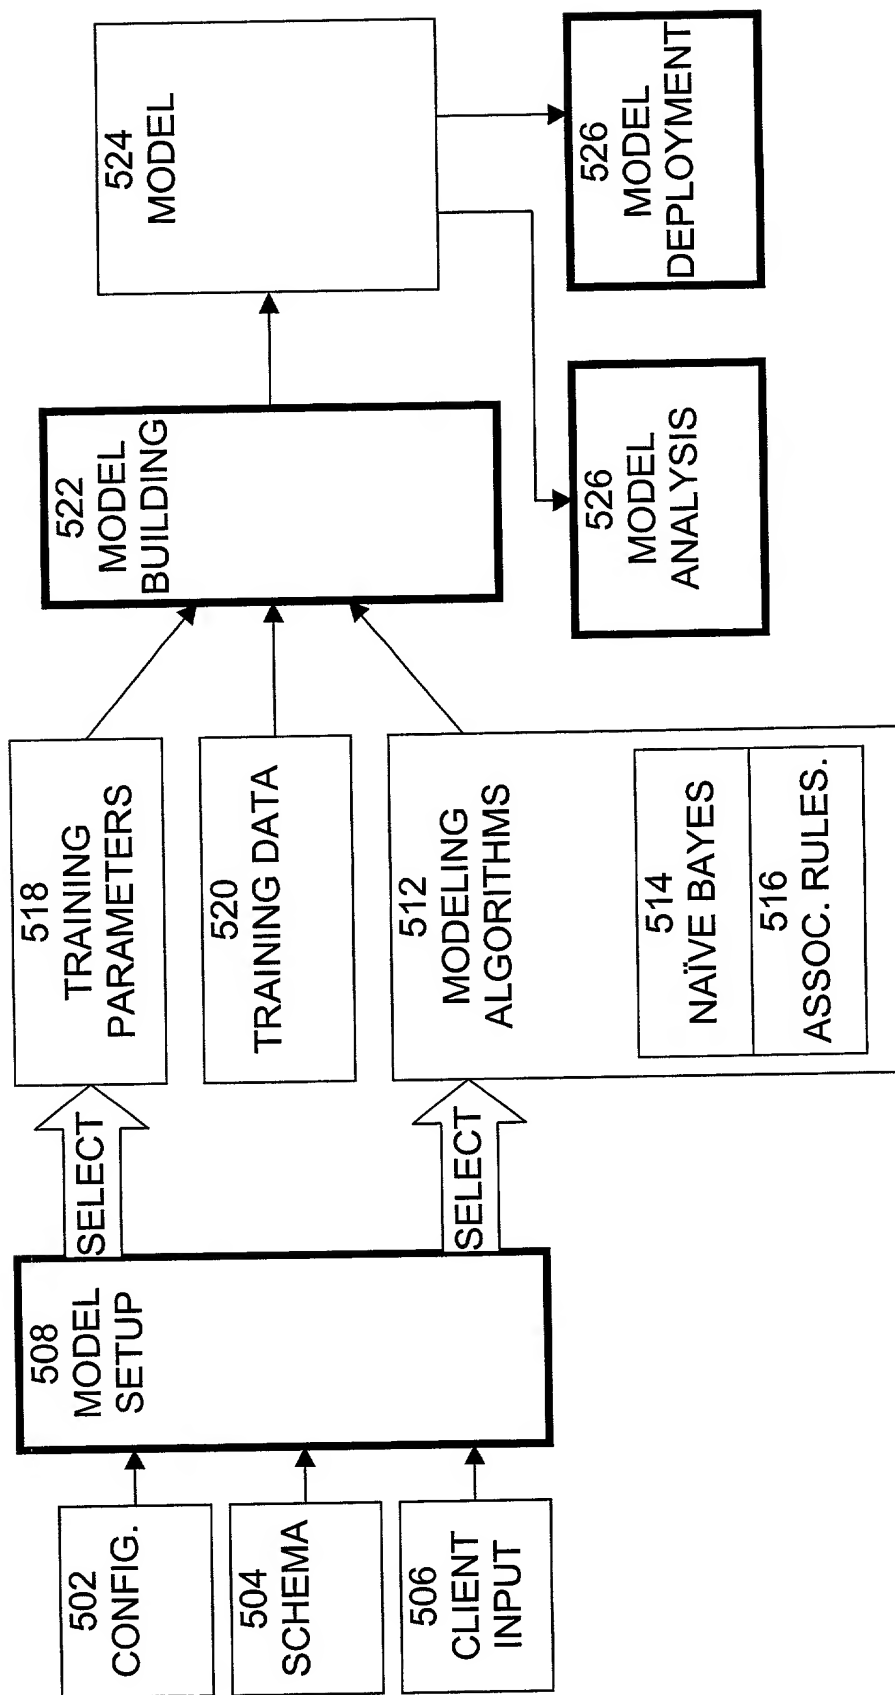 502
CONFIG.
504
SCHEMA
506
CLIENT
INPUT
508
MODEL
SETUP
SELECT
SELECT
518
TRAINING
PARAMETERS
520
TRAINING DATA
512
MODELING
ALGORITHMS
514
NAÏVE BAYES
516
ASSOC. RULES.
522
MODEL
BUILDING
524
MODEL
526
MODEL
ANALYSIS
526
MODEL
DEPLOYMENT